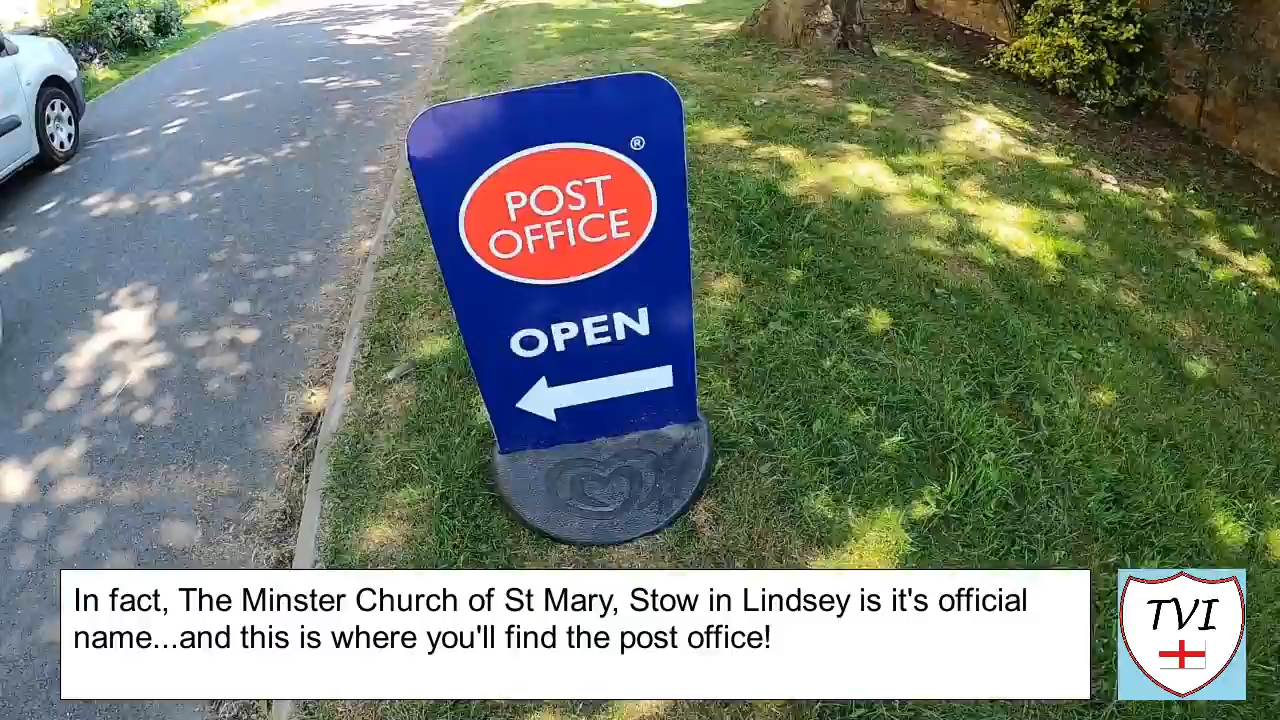 ®
POST
OFFICE
OPEN
In fact, The Minster Church of St Mary, Stow in Lindsey is it's official
name...and this is where you'll find the post office!
TVI